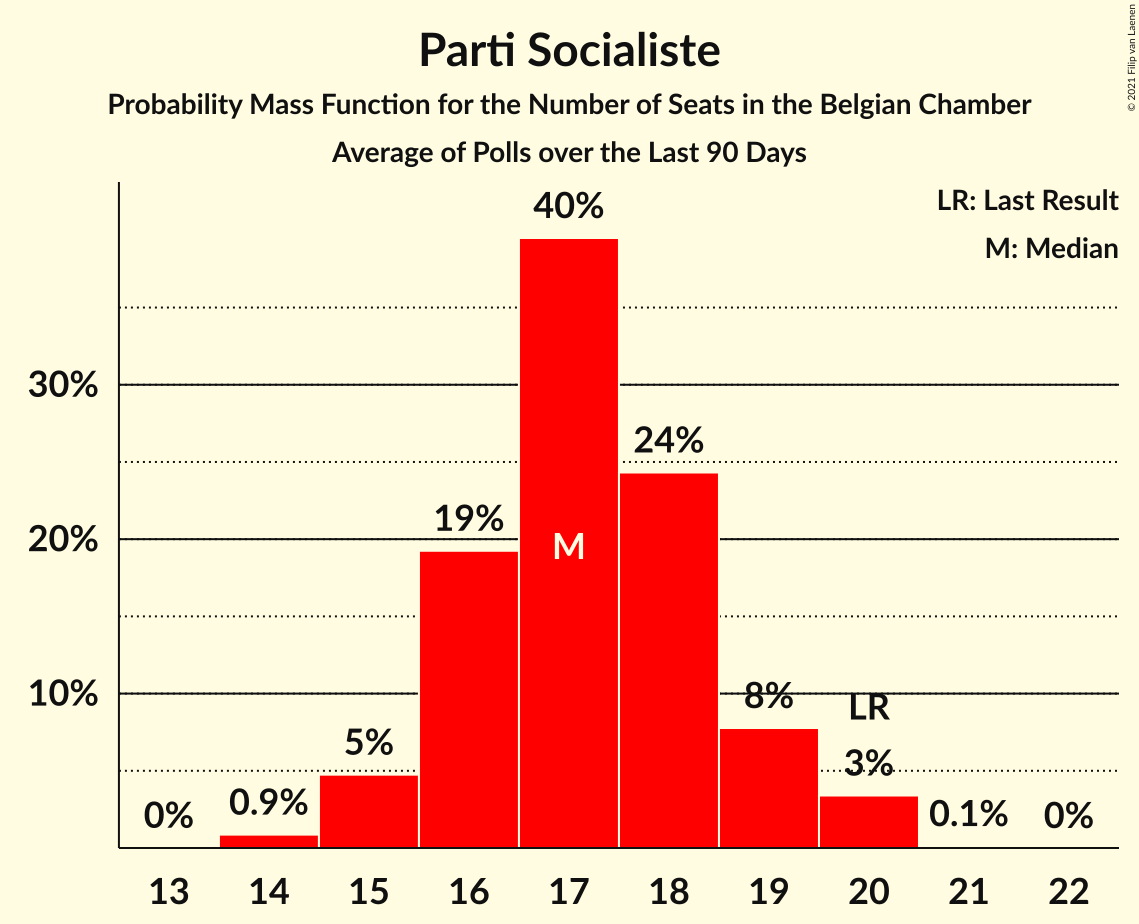 Parti Socialiste
Probability Mass Function for the Number of Seats in the Belgian Chamber
Average of Polls over the Last 90 Days
© 2021 Filip van Laenen
LR: Last Result
M: Median
40%
30%
24%
20%
19%
M
10%
8%
LR
5%
3%
0%
0.9%
0.1%
0%
13 14 15 16 17 18 19 20 21 22